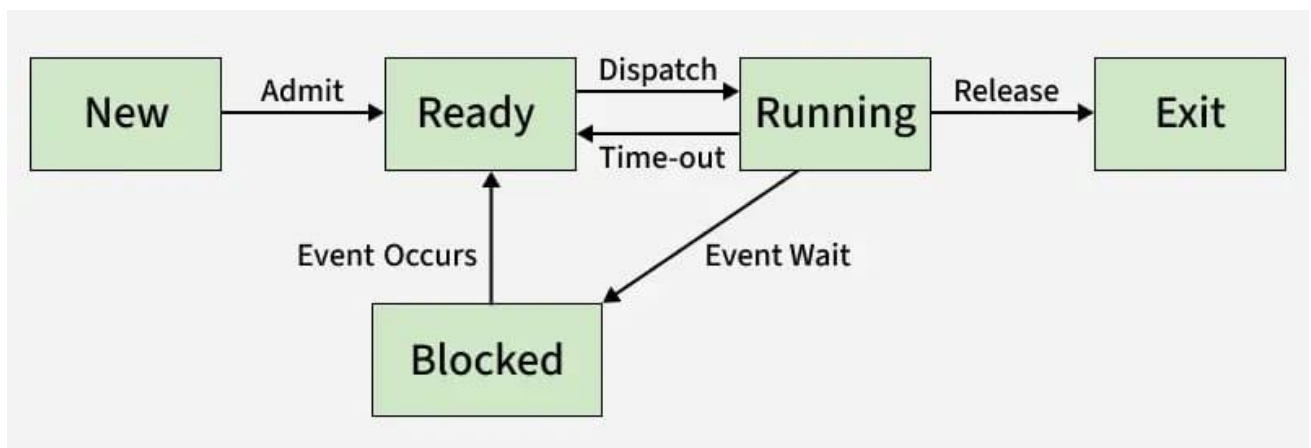 New
Admit
Ready
Dispatch
Time-out
Running
Release
Exit
Event Occurs
Event Wait
Blocked